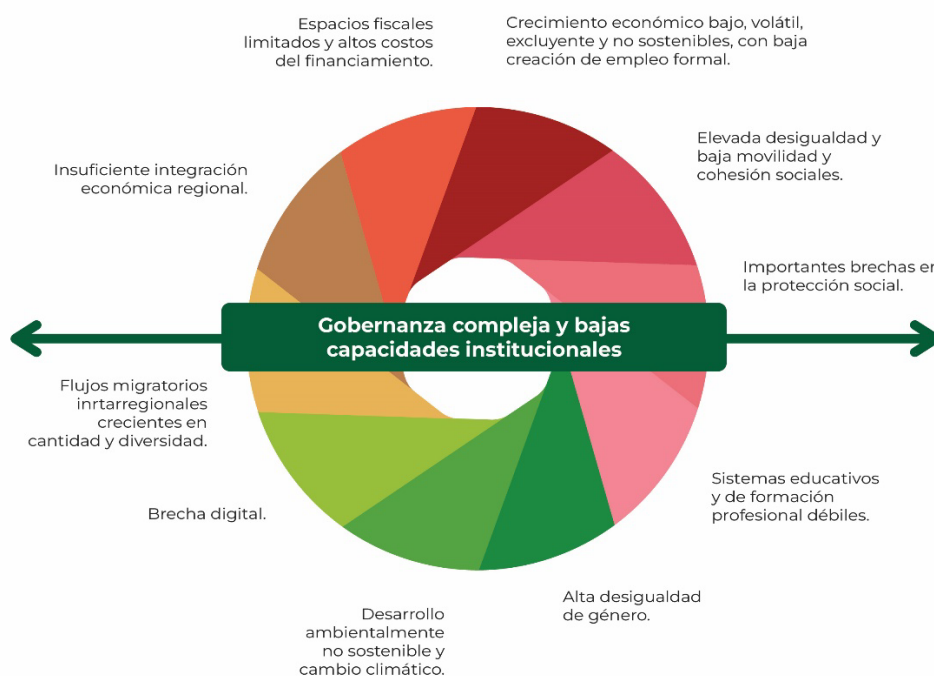 Espacios fiscales
limitados y altos costos
del financiamiento.
Crecimiento económico bajo, volátil,
excluyente y no sostenibles, con baja
creación de empleo formal.
Elevada desigualdad y
baja movilidad y
cohesión sociales.
Importantes brechas en
la protección social.
Sistemas educativos
y de formación
profesional débiles.
Alta desigualdad
de género.
Desarrollo
ambientalmente
no sostenible y
cambio climático.
Brecha digital.
Flujos migratorios
inrtarregionales
crecientes en
cantidad y diversidad.
Insuficiente integración
económica regional.
Gobernanza compleja y bajas
capacidades institucionales